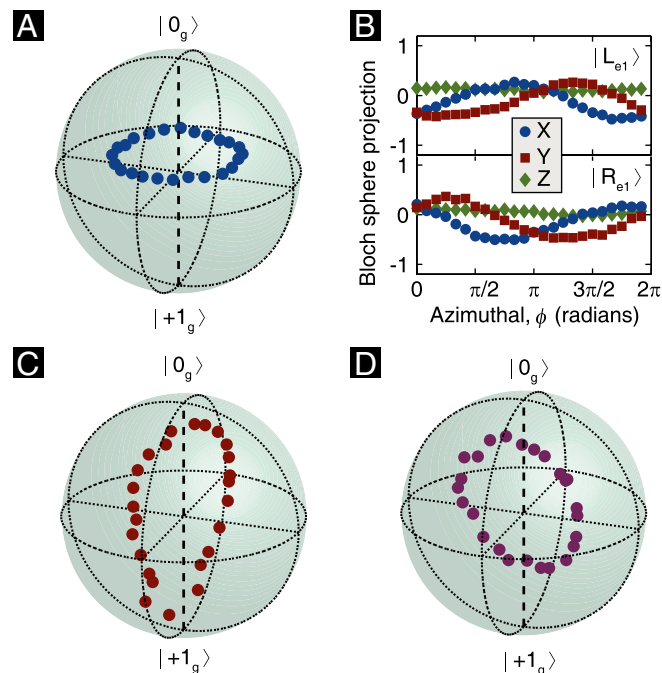 A
| 0g ⟩
| +1g ⟩
B
Bloch sphere projection
1
0
-1
| Le1 ⟩
X
Y
Z
1
0
-1
| Re1 ⟩
0
π/2
π
3π/2
2π
Azimuthal, ϕ (radians)
C
| 0g ⟩
| +1g ⟩
D
| 0g ⟩
| +1g ⟩